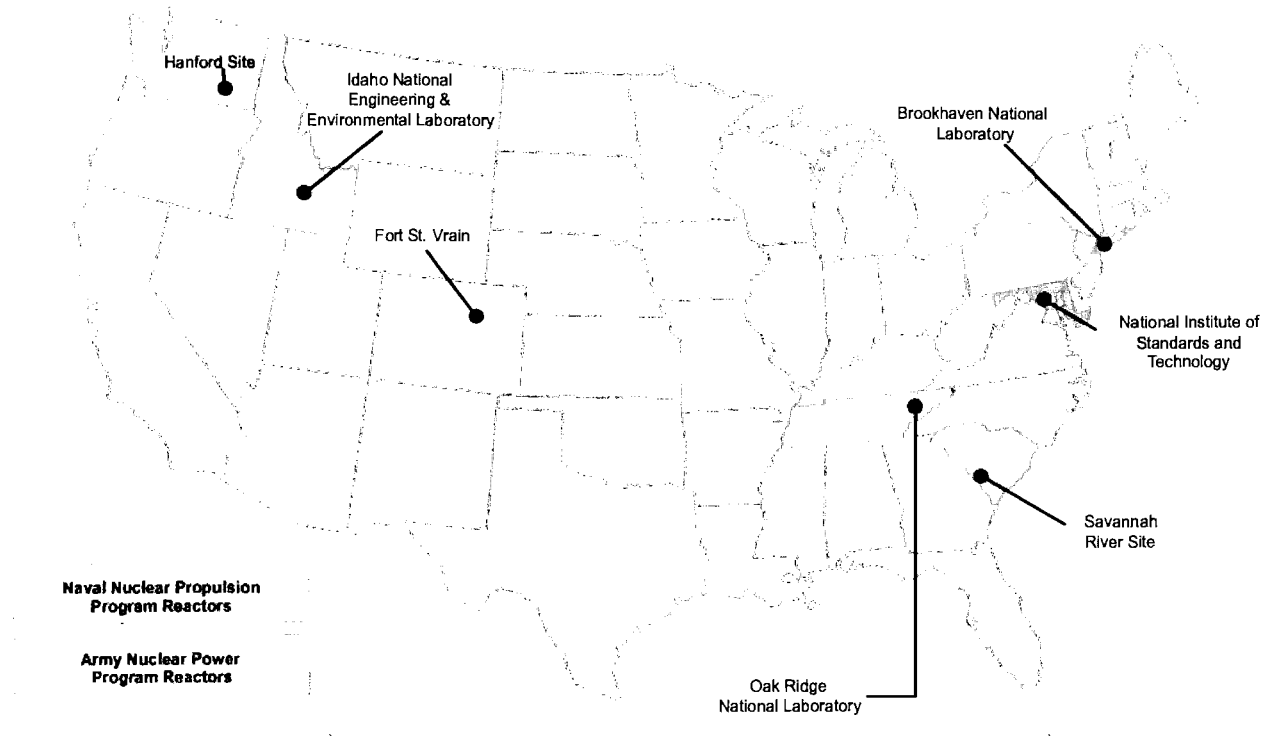 Hanford Site
Idaho National
Engineering &
Environmental Laboratory
Brookhaven National
Laboratory
Fort St. Vrain
National Institute of
Standards and
Technology
Savannah
River Site
Naval Nuclear Propulsion
Program Reactors
Army Nuclear Power
Program Reactors
Oak Ridge
National Laboratory